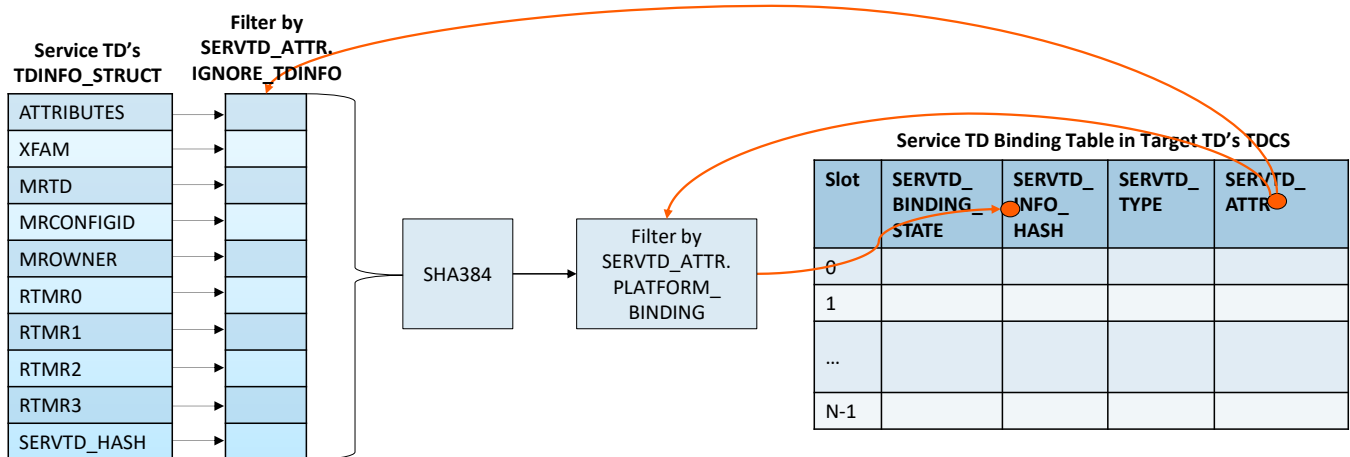 Service TD's
TDINFO_STRUCT
Filter by
SERVTD_ATTR.
IGNORE_TDINFO
ATTRIBUTES
XFAM
MRTD
MRCONFIGID
MROWNER
RTMR0
RTMR1
RTMR2
RTMR3
SERVTD_HASH
SHA384
Filter by
SERVTD_ATTR.
PLATFORM_
BINDING
Service TD Binding Table in Target TD's TDCS
Slot
SERVTD_
BINDING_
STATE
SERVTD_
INFO_
HASH
SERVTD_
TYPE
SERVTD_
ATTR
0
1
...
N-1